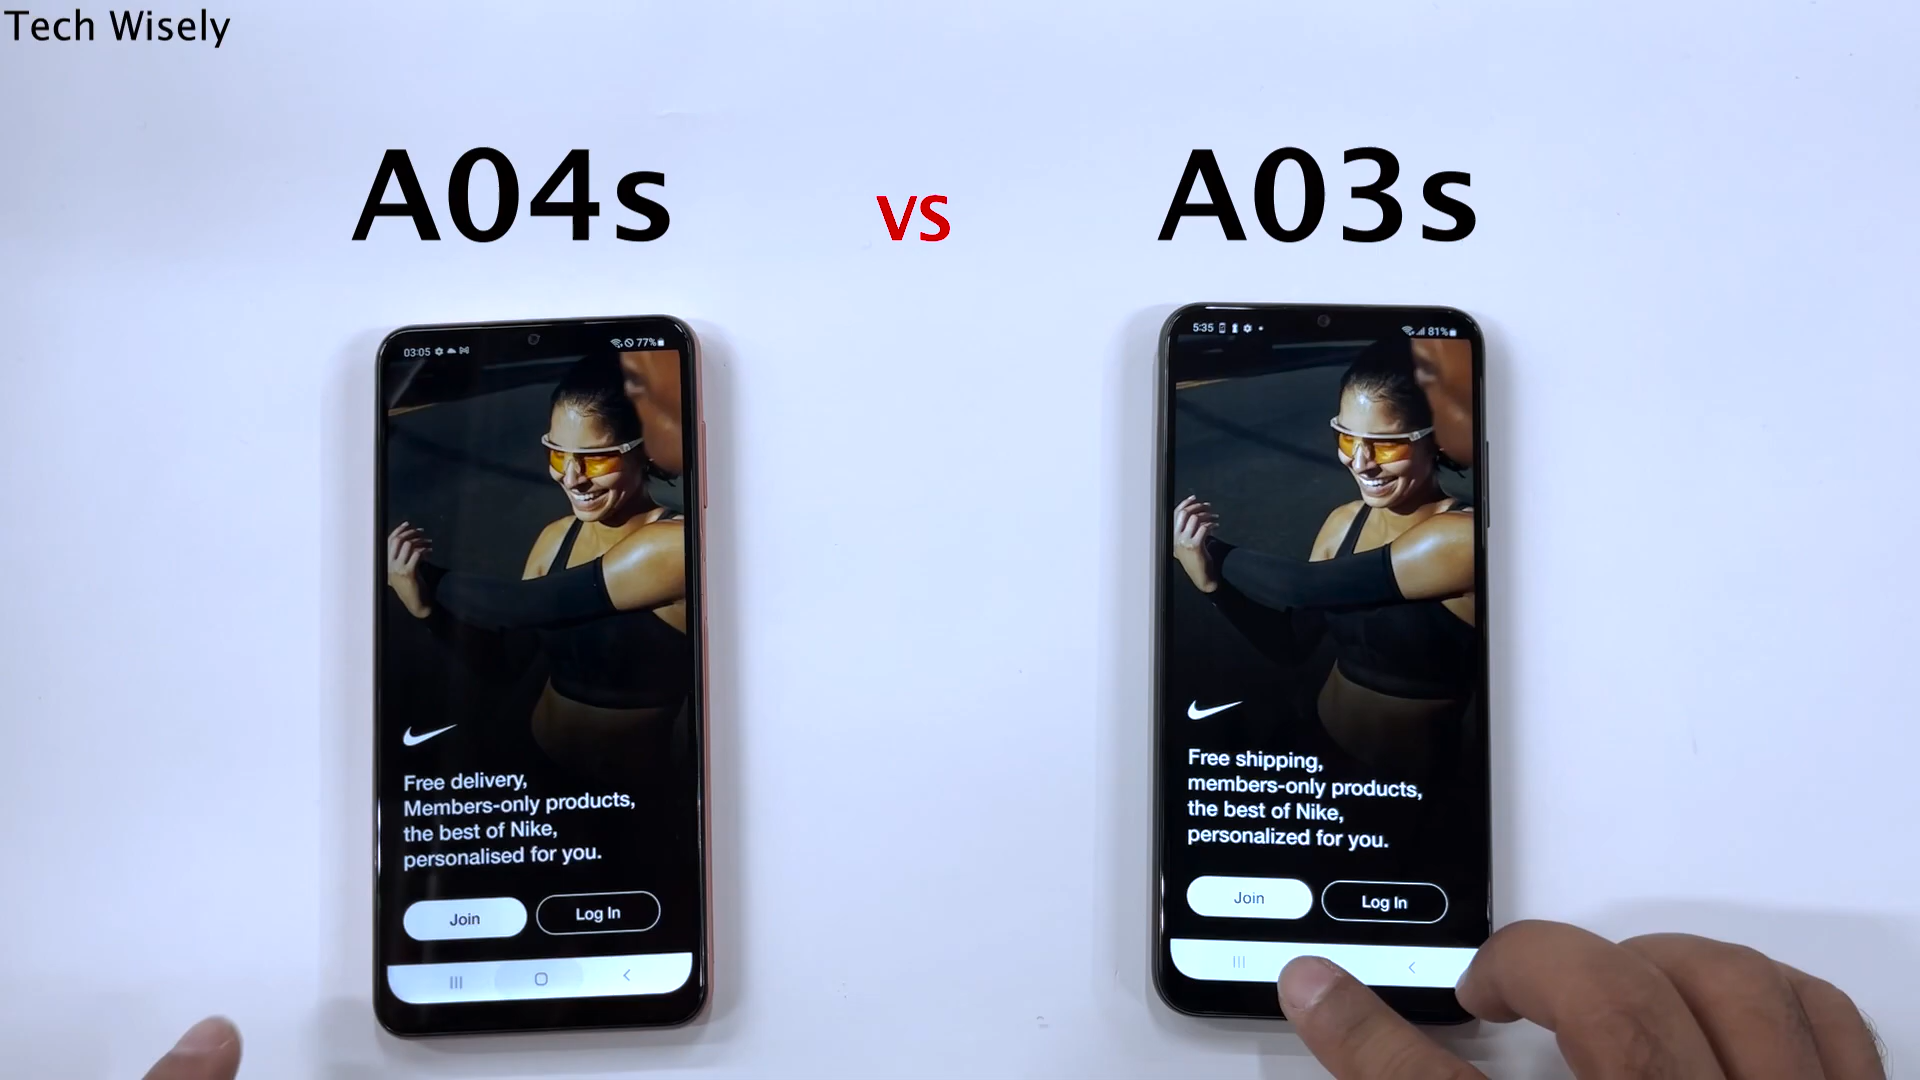 Tech Wisely
A04s vs A03s
03:05 77%
Free delivery,
Members-only products,
the best of Nike,
personalised for you.
Join Log In
5:35 81%
Free shipping,
members-only products,
the best of Nike,
personalized for you.
Join Log In